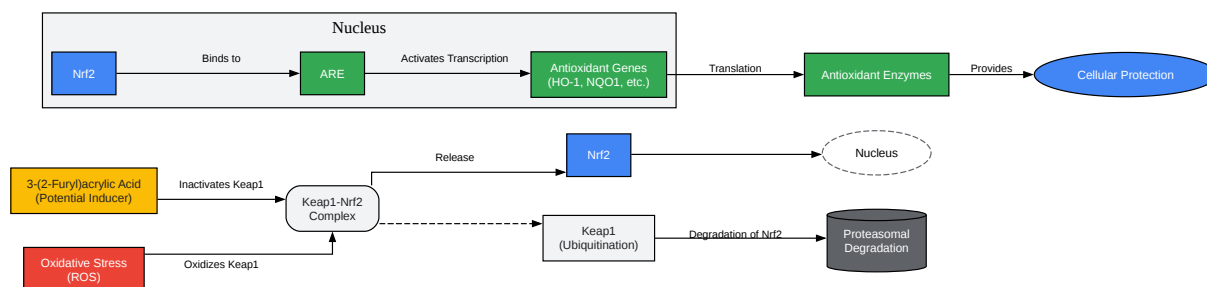 Nucleus
Nrf2
Binds to
ARE
Activates Transcription
Antioxidant Genes
(HO-1, NQO1, etc.)
Translation
Antioxidant Enzymes
Provides
Cellular Protection
3-(2-Furyl)acrylic Acid
(Potential Inducer)
Inactivates Keap1
Oxidative Stress
(ROS)
Oxidizes Keap1
Keap1-Nrf2
Complex
Release
Nrf2
Nucleus
Keap1
(Ubiquitination)
Degradation of Nrf2
Proteasomal
Degradation